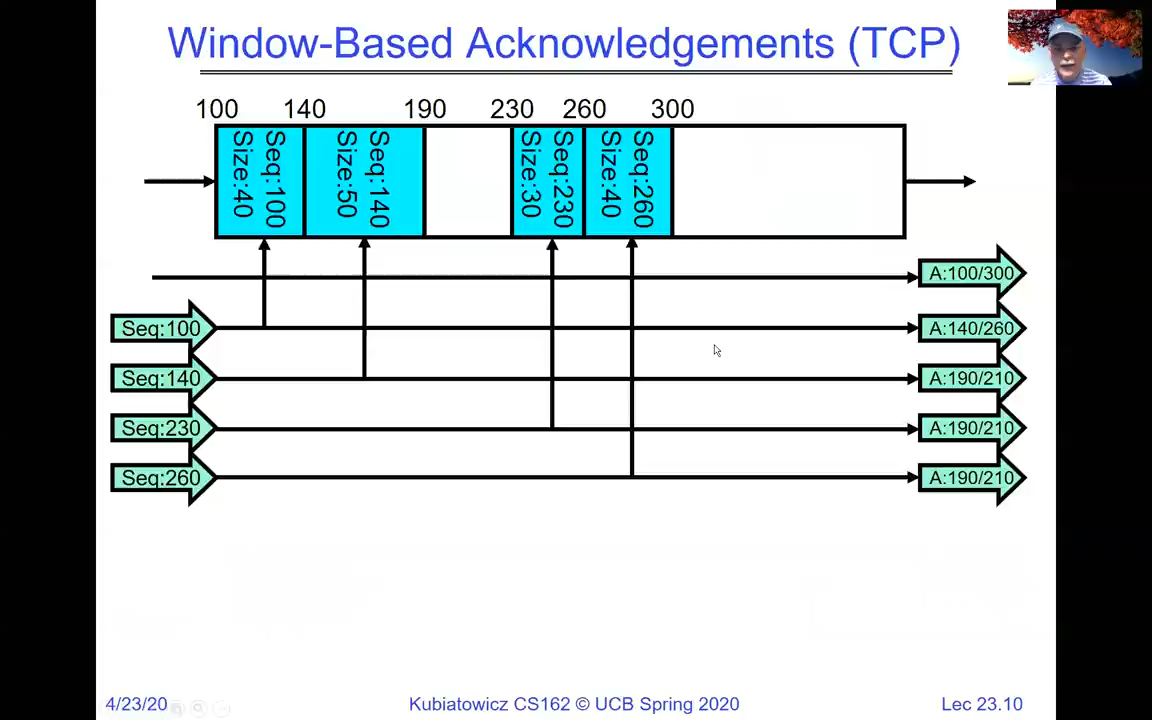 Window-Based Acknowledgements (TCP)
100 140 190 230 260 300
Seq:100
Size:40
Seq:140
Size:50
Seq:230
Size:30
Seq:260
Size:40
A:100/300
Seq:100 A:140/260
Seq:140 A:190/210
Seq:230 A:190/210
Seq:260 A:190/210
4/23/20 Kubiatowicz CS162 © UCB Spring 2020 Lec 23.10